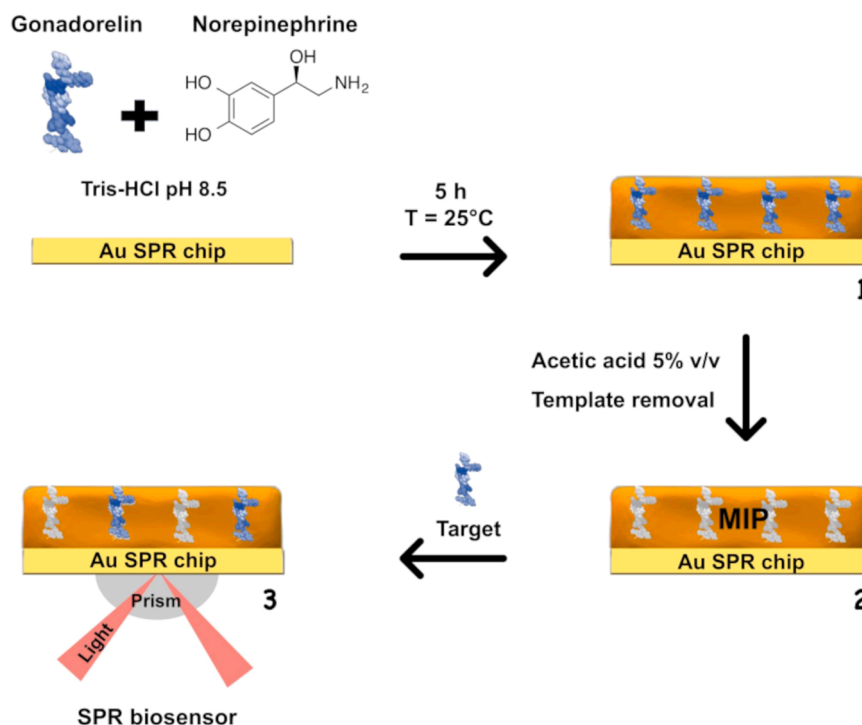 Gonadorelin
Norepinephrine
OH
HO
NH₂
HO
Tris-HCl pH 8.5
Au SPR chip
5 h
T = 25°C
Au SPR chip
1
Acetic acid 5% v/v
Template removal
MIP
Au SPR chip
2
Target
Au SPR chip
Prism
3
Light
SPR biosensor